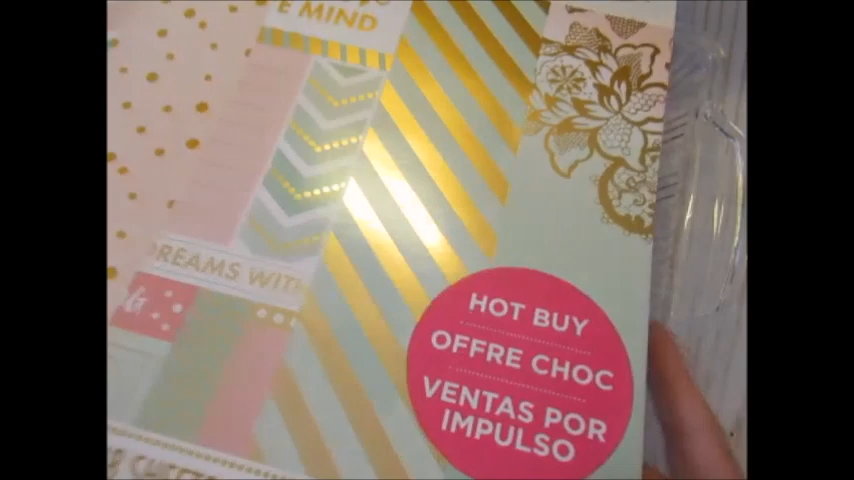 E MIND
DREAMS WITH
HOT BUY
OFFRE CHOC
VENTAS POR
IMPULSO